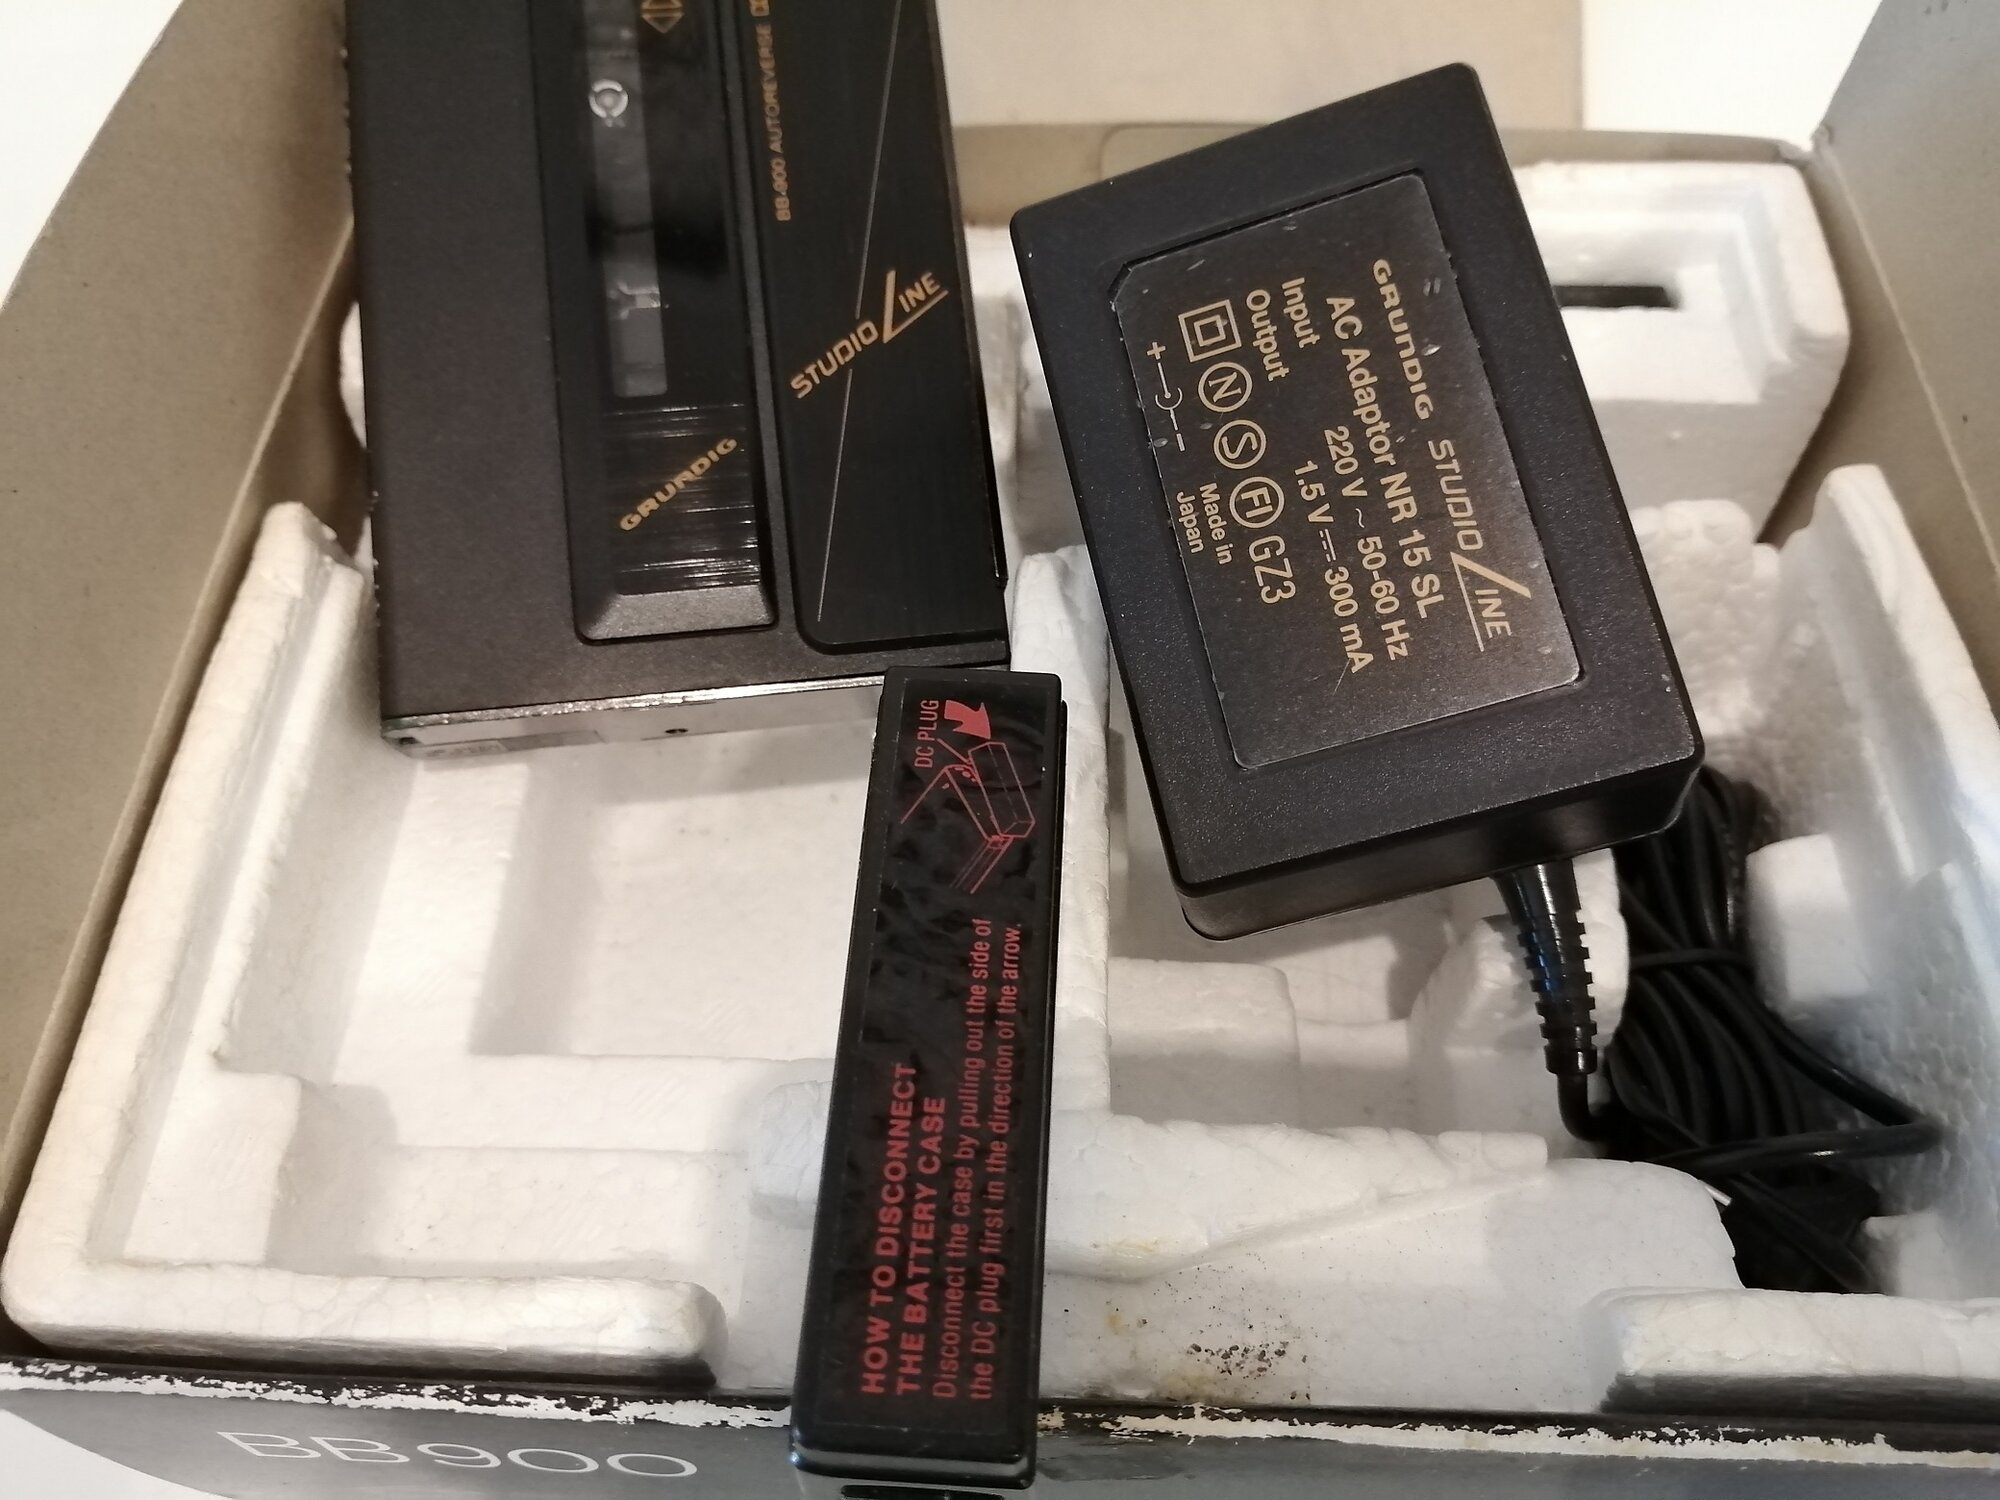 BB-900 AUTOREVERSE
STUDIO LINE
GRUNDIG
GRUNDIG STUDIO LINE
AC Adaptor NR 15 SL
Input 220 V ~ 50-60 Hz
Output 1.5 V ⎓ 300 mA
N S FI GZ3
Made in
Japan
+ -
DC PLUG
HOW TO DISCONNECT
THE BATTERY CASE
Disconnect the case by pulling out the side of
the DC plug first in the direction of the arrow.
BB900